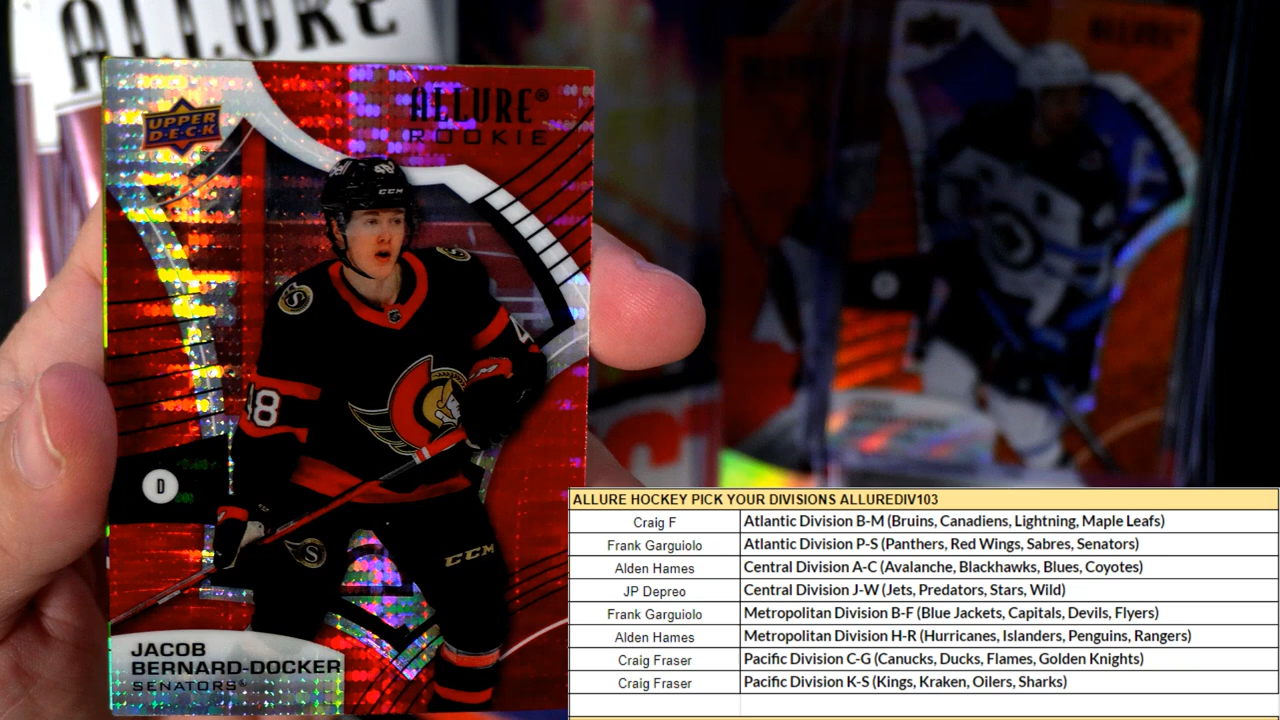 ALLURE
UPPER
D·E·C·K
ALLURE®
ROOKIE
48
CCM
48
D
CCM
JACOB
BERNARD-DOCKER
SENATORS®
ALLURE HOCKEY PICK YOUR DIVISIONS ALLUREDIV103
Craig F Atlantic Division B-M (Bruins, Canadiens, Lightning, Maple Leafs)
Frank Garguiolo Atlantic Division P-S (Panthers, Red Wings, Sabres, Senators)
Alden Hames Central Division A-C (Avalanche, Blackhawks, Blues, Coyotes)
JP Depreo Central Division J-W (Jets, Predators, Stars, Wild)
Frank Garguiolo Metropolitan Division B-F (Blue Jackets, Capitals, Devils, Flyers)
Alden Hames Metropolitan Division H-R (Hurricanes, Islanders, Penguins, Rangers)
Craig Fraser Pacific Division C-G (Canucks, Ducks, Flames, Golden Knights)
Craig Fraser Pacific Division K-S (Kings, Kraken, Oilers, Sharks)